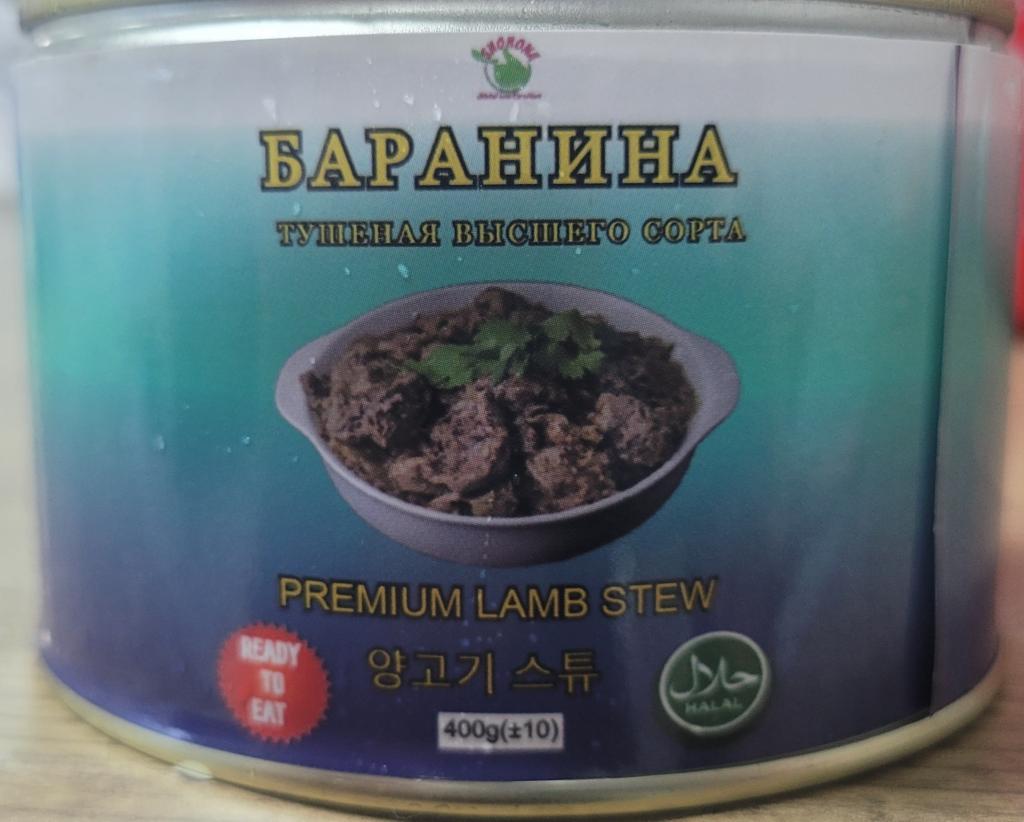 БАРАНИНА
ТУШЕНАЯ ВЫСШЕГО СОРТА
PREMIUM LAMB STEW
READY
TO
EAT
양고기 스튜
400g(±10)
حلال
HALAL